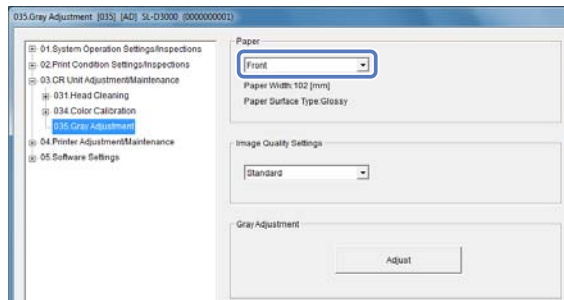 035.Gray Adjustment [035] [AD] SL-D3000 (0000000001)
01.System Operation Settings/Inspections
02.Print Condition Settings/Inspections
03.CR Unit Adjustment/Maintenance
031.Head Cleaning
034.Color Calibration
035.Gray Adjustment
04.Printer Adjustment/Maintenance
05.Software Settings
Paper
Front
Paper Width:102 [mm]
Paper Surface Type:Glossy
Image Quality Settings
Standard
Gray Adjustment
Adjust